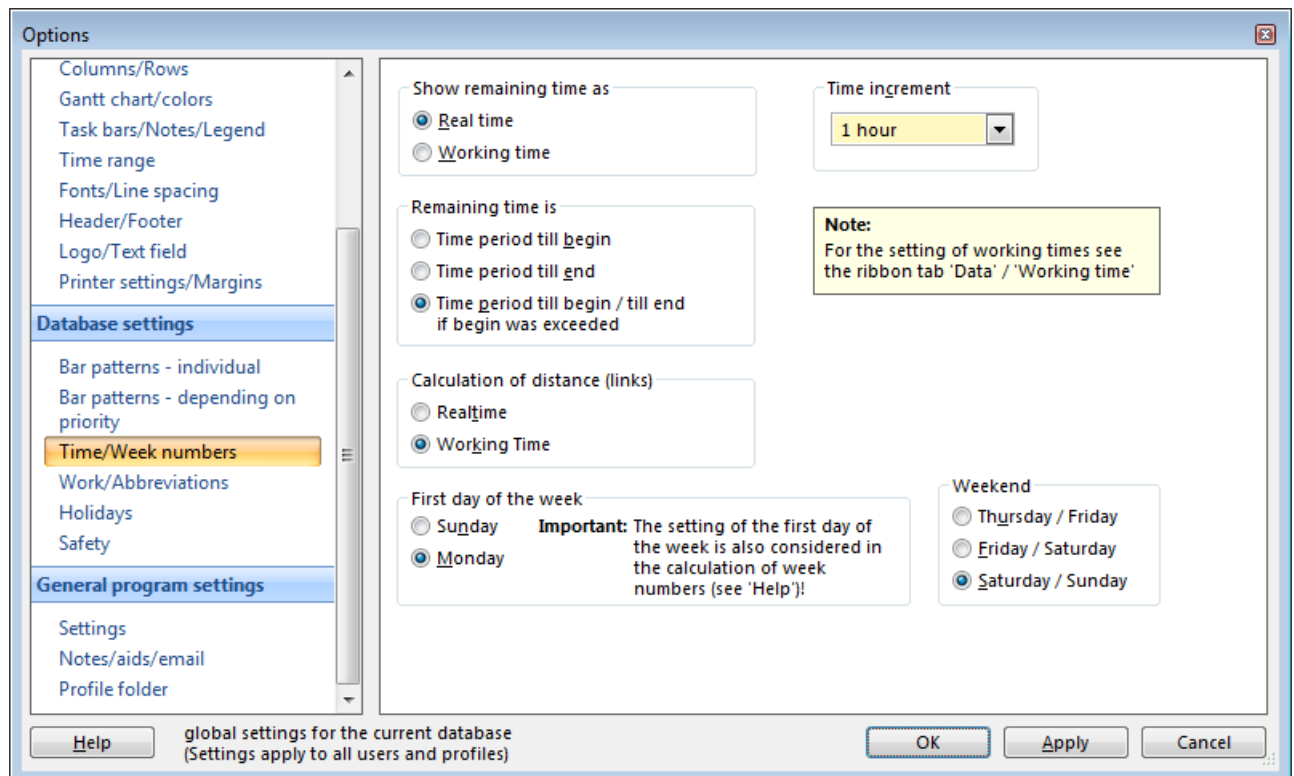 Options
Columns/Rows
Gantt chart/colors
Task bars/Notes/Legend
Time range
Fonts/Line spacing
Header/Footer
Logo/Text field
Printer settings/Margins
Database settings
Bar patterns - individual
Bar patterns - depending on
priority
Time/Week numbers
Work/Abbreviations
Holidays
Safety
General program settings
Settings
Notes/aids/email
Profile folder
Show remaining time as
Real time
Working time
Time increment
1 hour
Remaining time is
Time period till begin
Time period till end
Time period till begin / till end
if begin was exceeded
Note:
For the setting of working times see
the ribbon tab 'Data' / 'Working time'
Calculation of distance (links)
Realtime
Working Time
First day of the week
Sunday
Monday
Important: The setting of the first day of
the week is also considered in
the calculation of week
numbers (see 'Help')!
Weekend
Thursday / Friday
Friday / Saturday
Saturday / Sunday
Help
global settings for the current database
(Settings apply to all users and profiles)
OK
Apply
Cancel